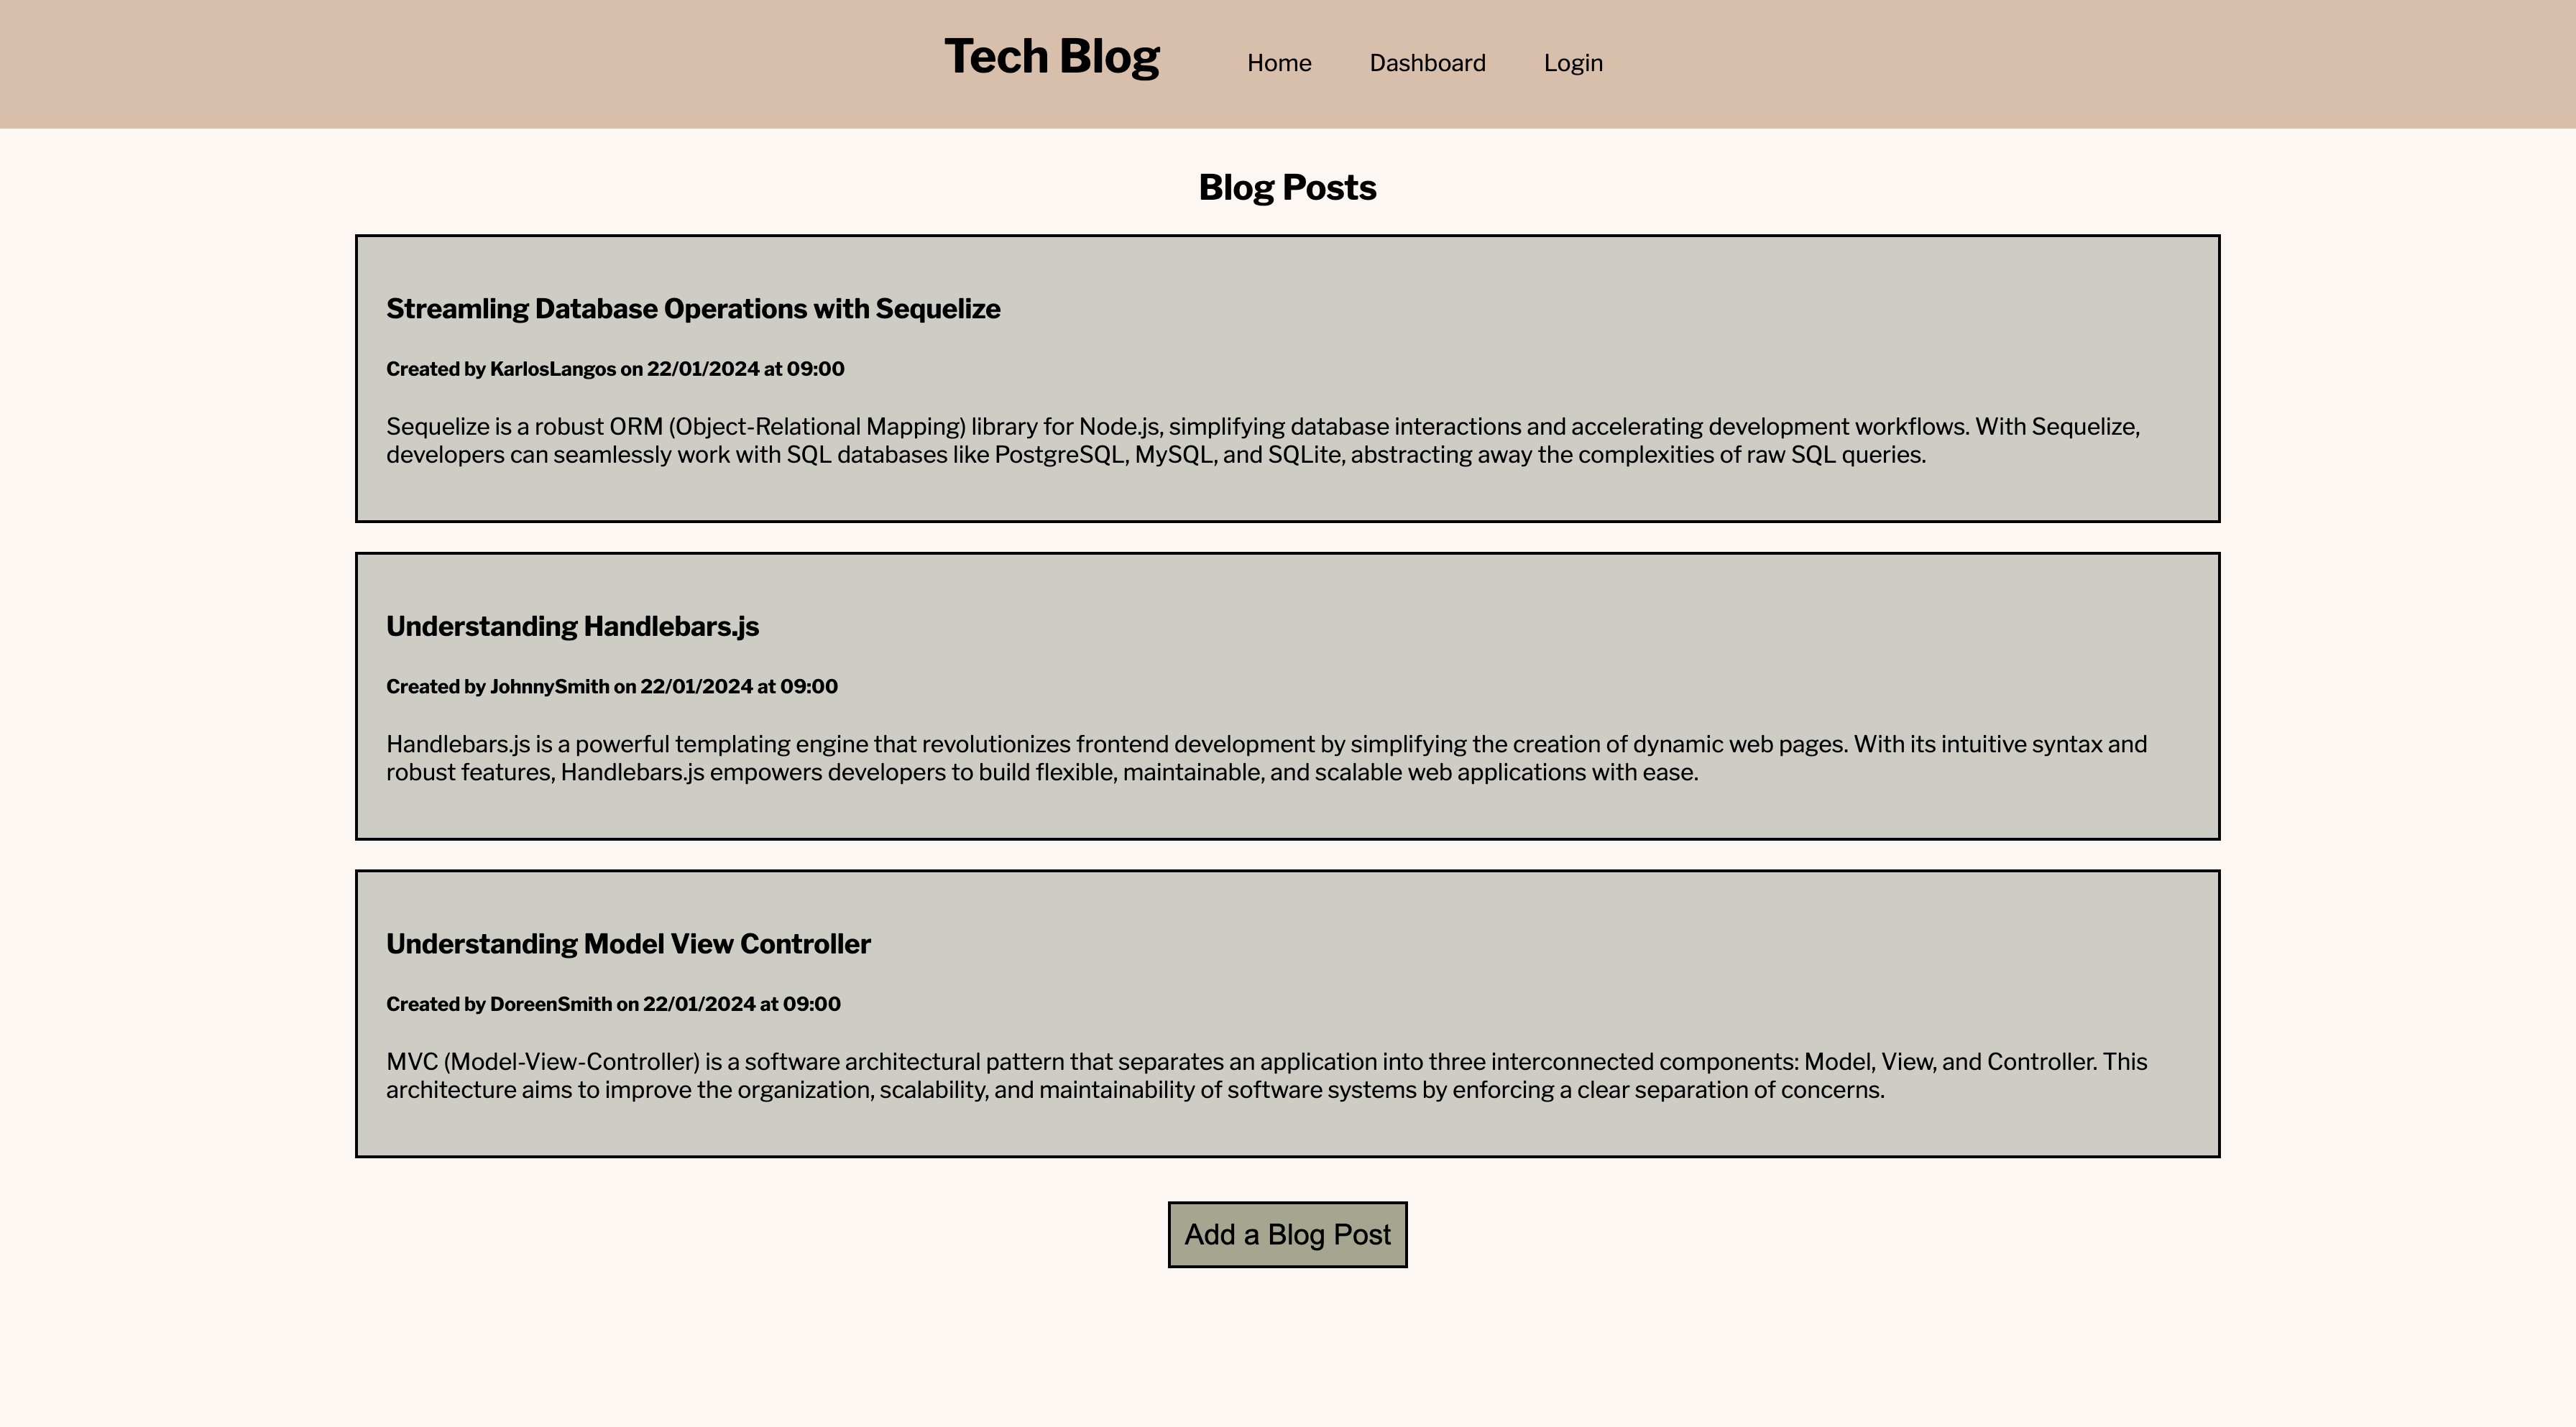 Tech Blog
Home
Dashboard
Login
Blog Posts
Streamling Database Operations with Sequelize
Created by KarlosLangos on 22/01/2024 at 09:00
Sequelize is a robust ORM (Object-Relational Mapping) library for Node.js, simplifying database interactions and accelerating development workflows. With Sequelize,
developers can seamlessly work with SQL databases like PostgreSQL, MySQL, and SQLite, abstracting away the complexities of raw SQL queries.
Understanding Handlebars.js
Created by JohnnySmith on 22/01/2024 at 09:00
Handlebars.js is a powerful templating engine that revolutionizes frontend development by simplifying the creation of dynamic web pages. With its intuitive syntax and
robust features, Handlebars.js empowers developers to build flexible, maintainable, and scalable web applications with ease.
Understanding Model View Controller
Created by DoreenSmith on 22/01/2024 at 09:00
MVC (Model-View-Controller) is a software architectural pattern that separates an application into three interconnected components: Model, View, and Controller. This
architecture aims to improve the organization, scalability, and maintainability of software systems by enforcing a clear separation of concerns.
Add a Blog Post